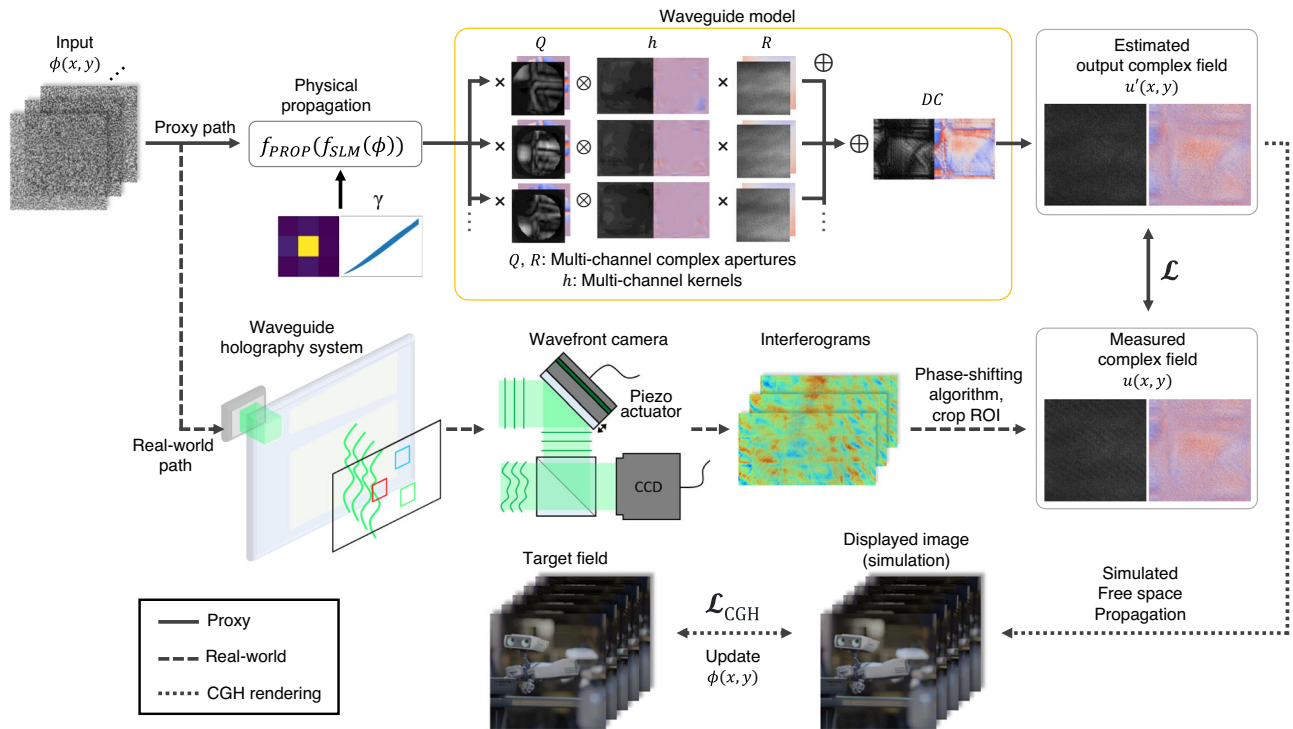 Waveguide model
Input
ϕ(x, y)
...
Proxy path
Physical
propagation
f_PROP(f_SLM(ϕ))
γ
Q
h
R
⊕
× ⊗ ×
× ⊗ ×
× ⊗ ×
⊕
DC
Q, R: Multi-channel complex apertures
h: Multi-channel kernels
Estimated
output complex field
u′(x, y)
ℒ
Waveguide
holography system
Real-world
path
Wavefront camera
Piezo
actuator
CCD
Interferograms
Phase-shifting
algorithm,
crop ROI
Measured
complex field
u(x, y)
Target field
ℒ_CGH
Update
ϕ(x, y)
Displayed image
(simulation)
Simulated
Free space
Propagation
Proxy
Real-world
CGH rendering